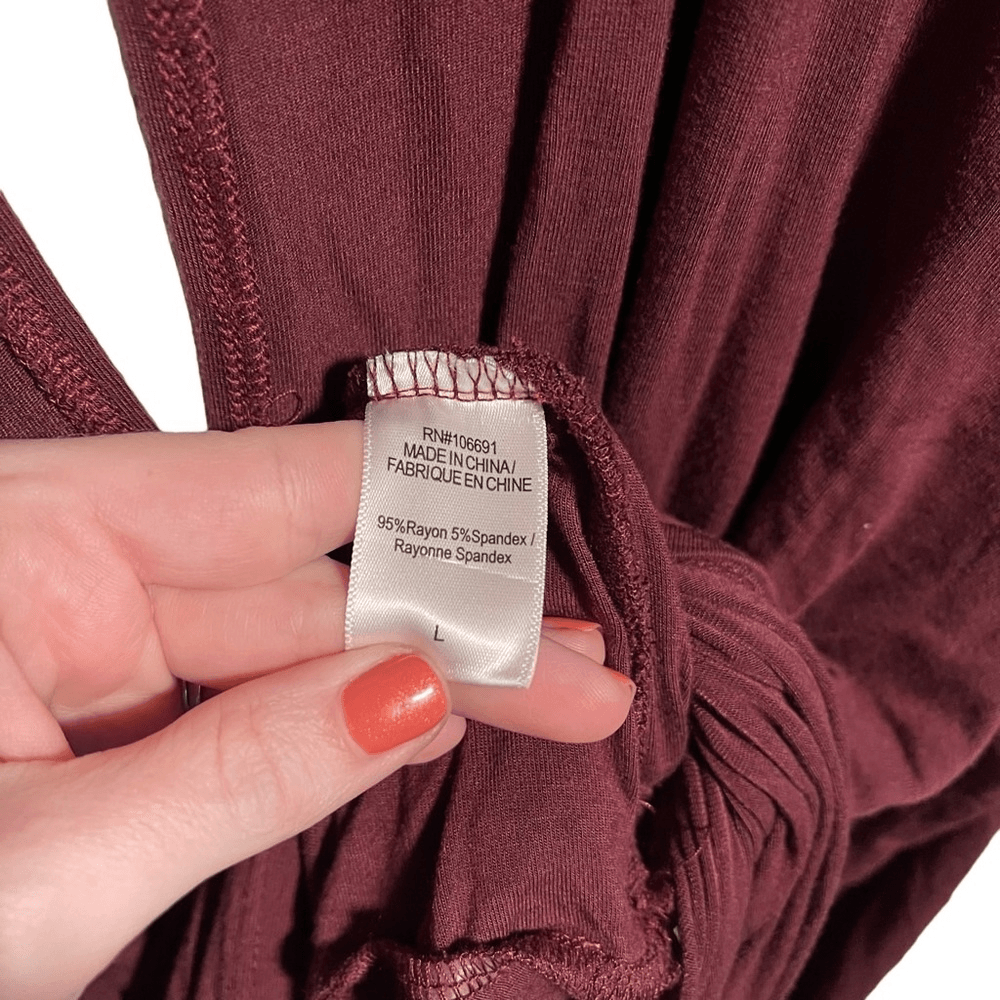 RN#106691
MADE IN CHINA/
FABRIQUE EN CHINE
95%Rayon 5%Spandex /
Rayonne Spandex
L